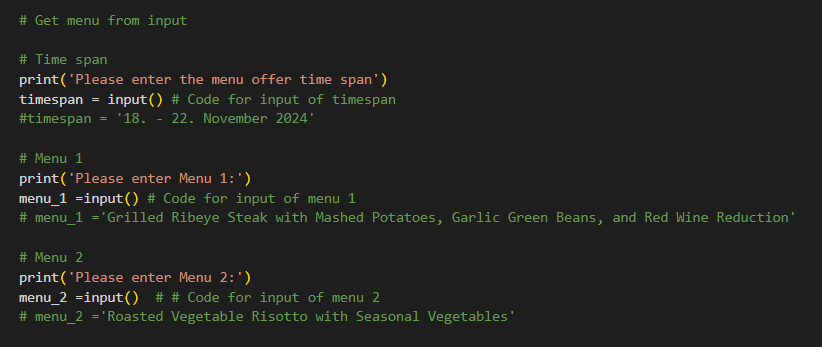 # Get menu from input
# Time span
print('Please enter the menu offer time span')
timespan = input() # Code for input of timespan
#timespan = '18. - 22. November 2024'
# Menu 1
print('Please enter Menu 1:')
menu_1 =input() # Code for input of menu 1
# menu_1 ='Grilled Ribeye Steak with Mashed Potatoes, Garlic Green Beans, and Red Wine Reduction'
# Menu 2
print('Please enter Menu 2:')
menu_2 =input()  # # Code for input of menu 2
# menu_2 ='Roasted Vegetable Risotto with Seasonal Vegetables'